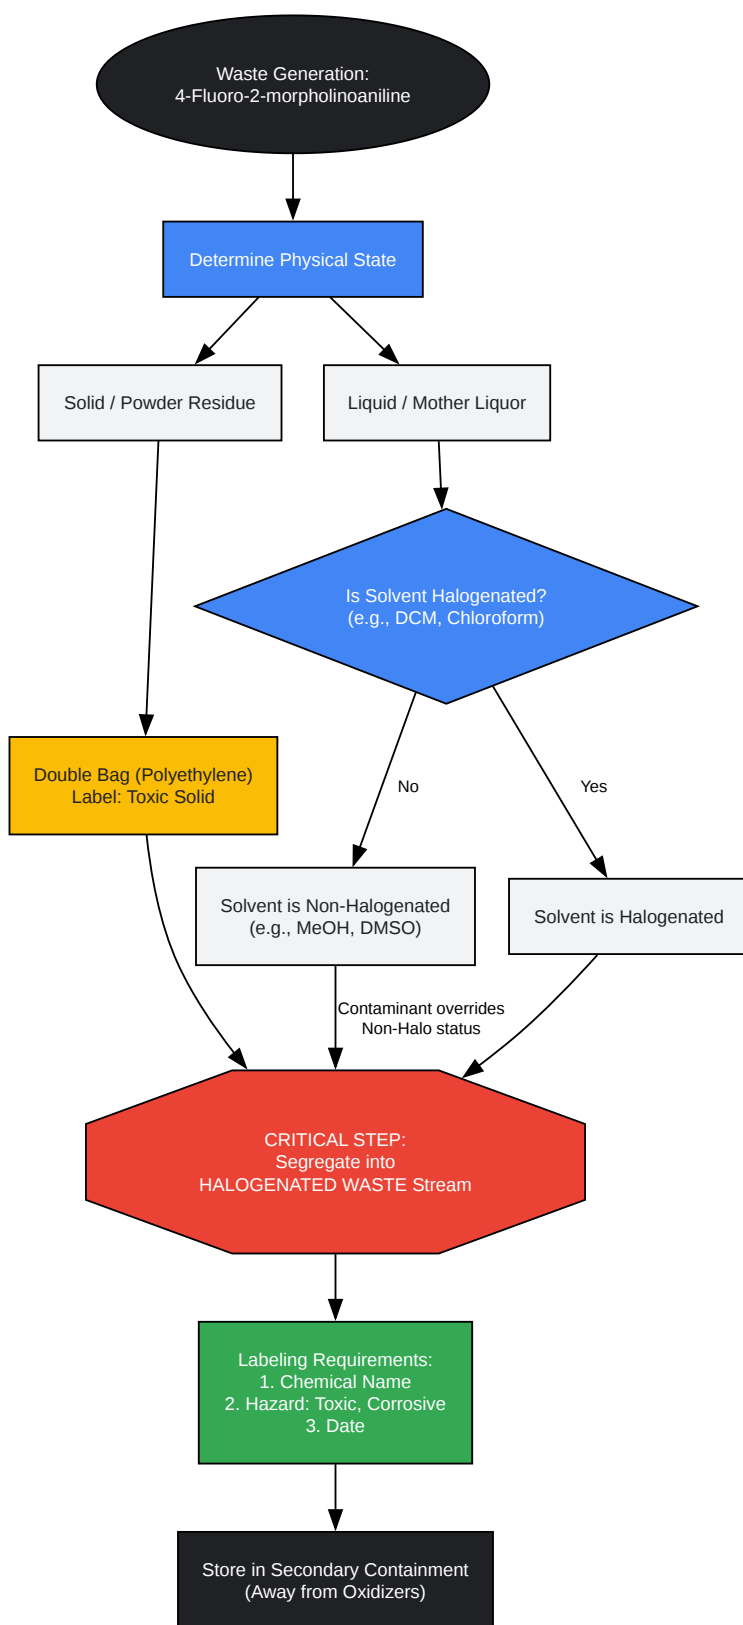 Waste Generation:
4-Fluoro-2-morpholinoaniline
Determine Physical State
Solid / Powder Residue
Liquid / Mother Liquor
Is Solvent Halogenated?
(e.g., DCM, Chloroform)
Double Bag (Polyethylene)
Label: Toxic Solid
No
Yes
Solvent is Non-Halogenated
(e.g., MeOH, DMSO)
Solvent is Halogenated
Contaminant overrides
Non-Halo status
CRITICAL STEP:
Segregate into
HALOGENATED WASTE Stream
Labeling Requirements:
1. Chemical Name
2. Hazard: Toxic, Corrosive
3. Date
Store in Secondary Containment
(Away from Oxidizers)